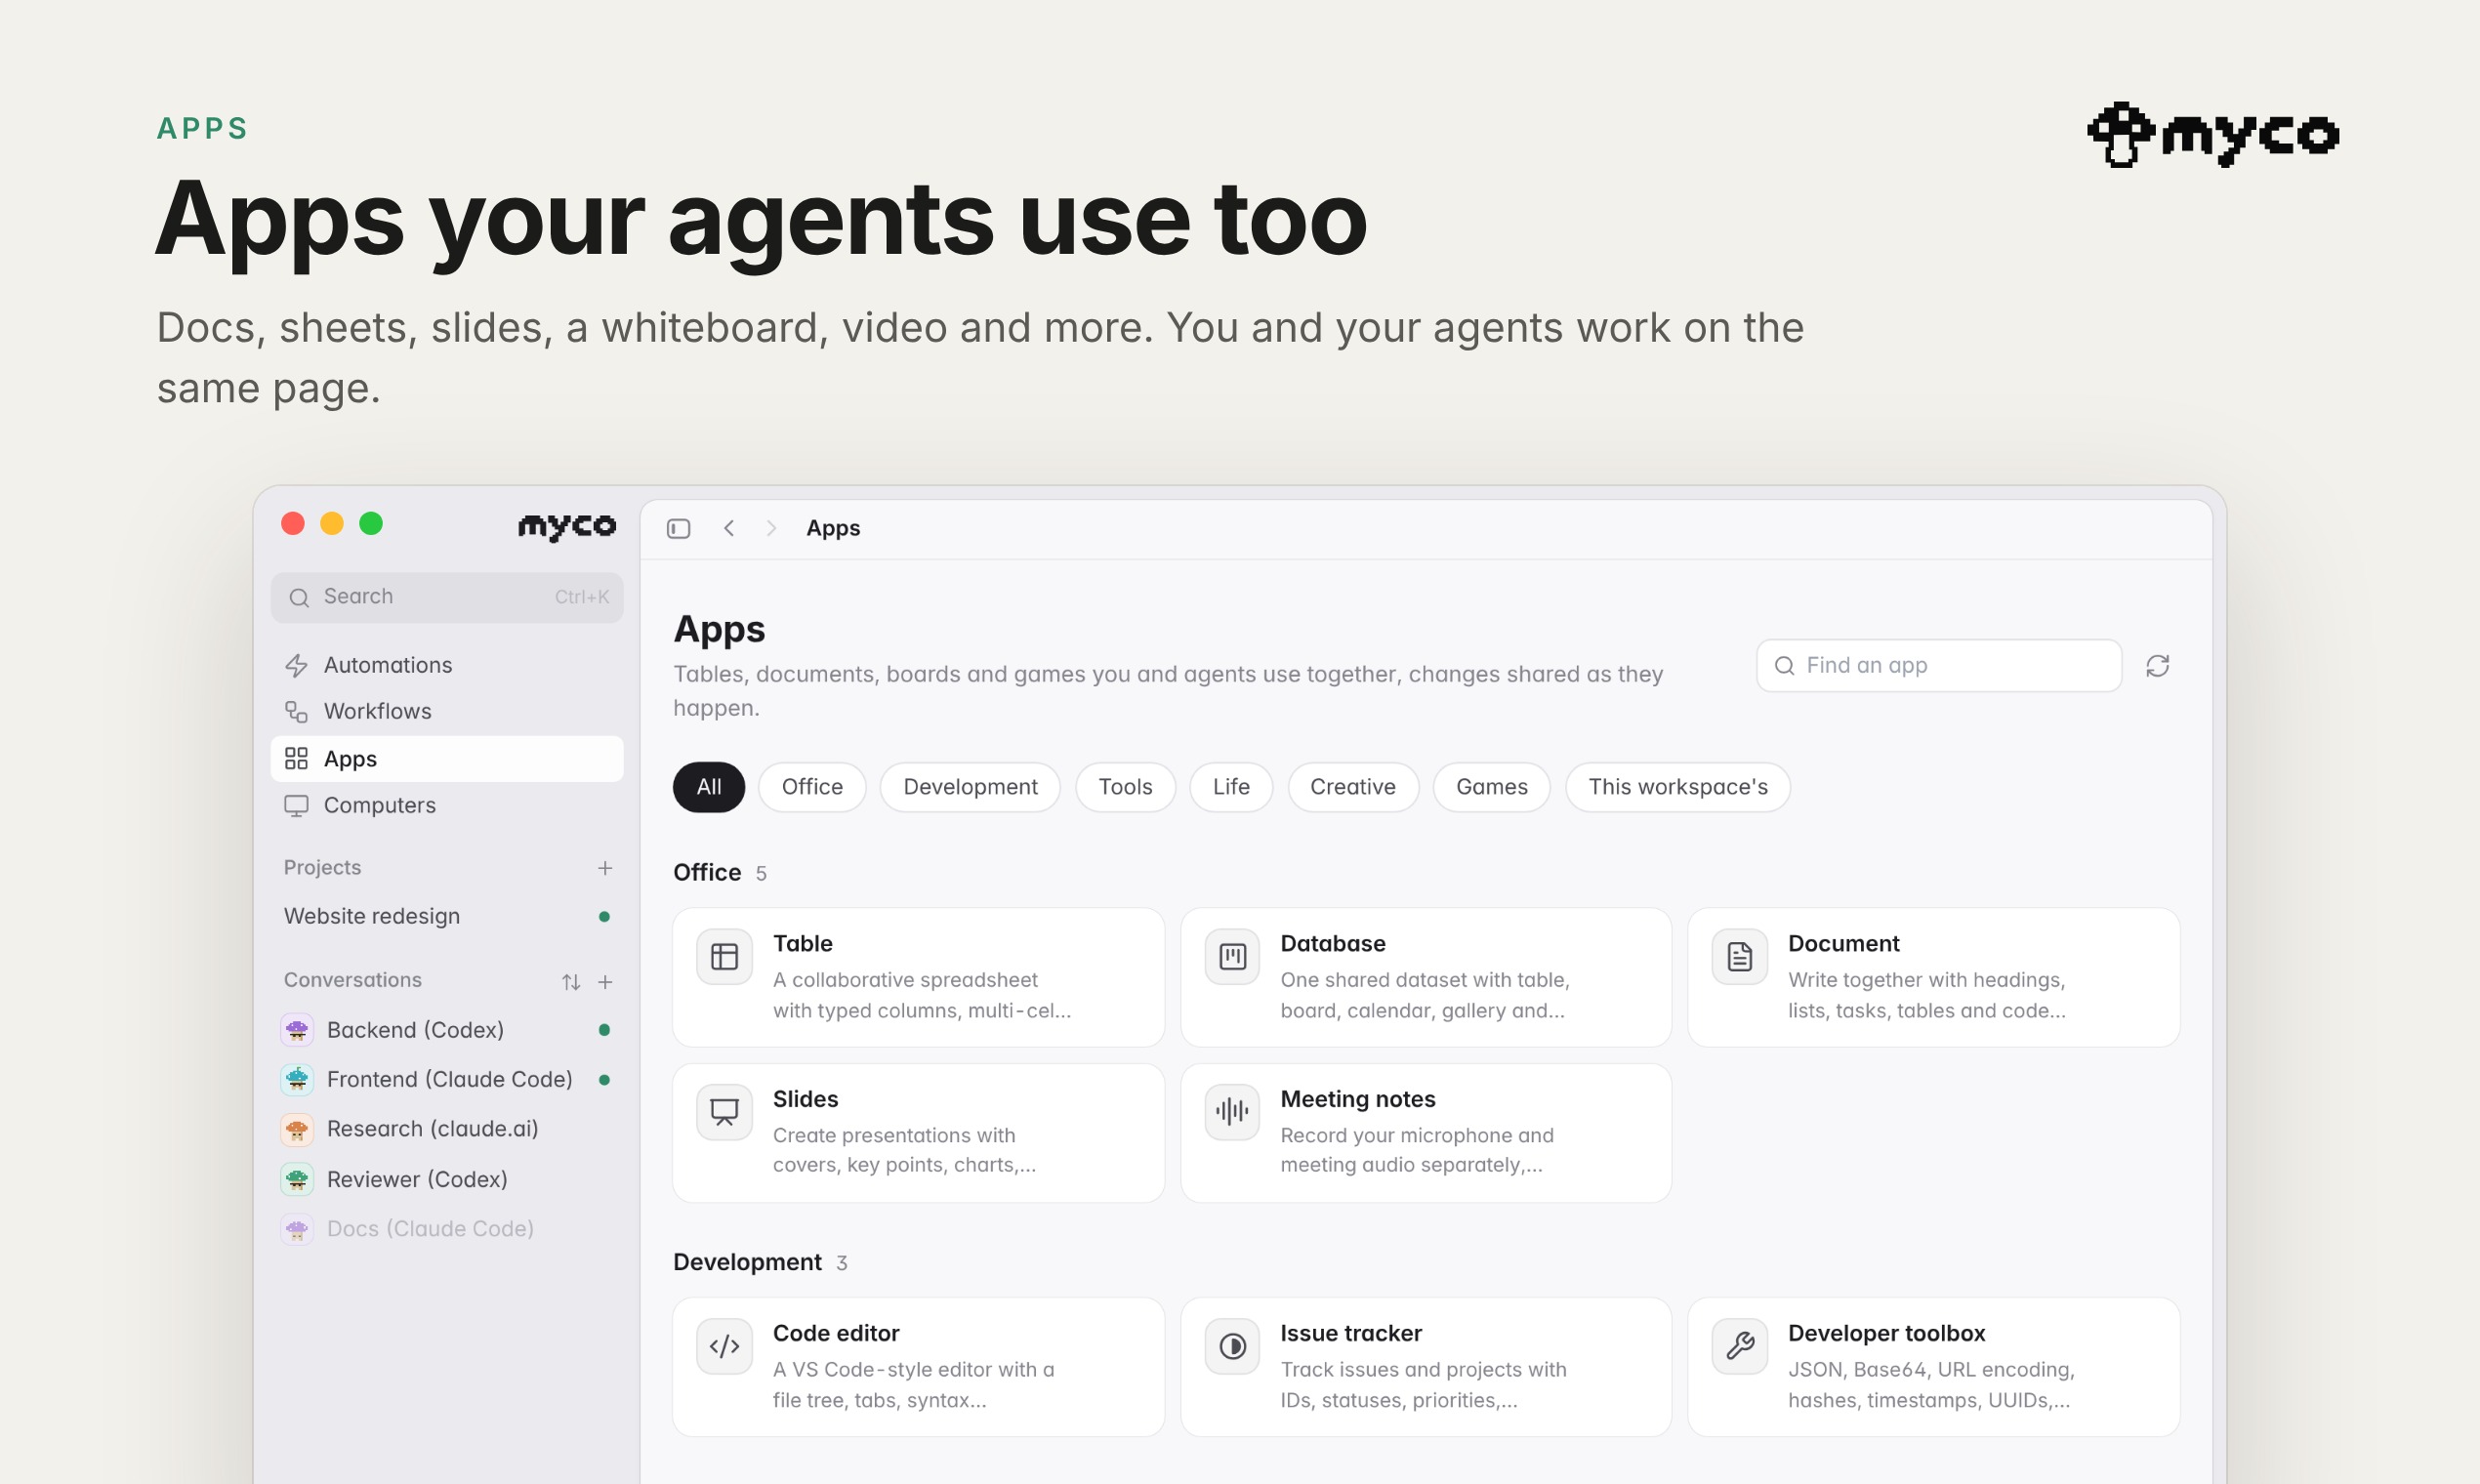 APPS
myco
Apps your agents use too
Docs, sheets, slides, a whiteboard, video and more. You and your agents work on the
same page.
myco
Search
Ctrl+K
Automations
Workflows
Apps
Computers
Projects
Website redesign
Conversations
Backend (Codex)
Frontend (Claude Code)
Research (claude.ai)
Reviewer (Codex)
Docs (Claude Code)
Apps
Apps
Tables, documents, boards and games you and agents use together, changes shared as they
happen.
Find an app
All
Office
Development
Tools
Life
Creative
Games
This workspace's
Office 5
Table
A collaborative spreadsheet
with typed columns, multi-cel...
Database
One shared dataset with table,
board, calendar, gallery and...
Document
Write together with headings,
lists, tasks, tables and code...
Slides
Create presentations with
covers, key points, charts,...
Meeting notes
Record your microphone and
meeting audio separately,...
Development 3
Code editor
A VS Code-style editor with a
file tree, tabs, syntax...
Issue tracker
Track issues and projects with
IDs, statuses, priorities,...
Developer toolbox
JSON, Base64, URL encoding,
hashes, timestamps, UUIDs,...